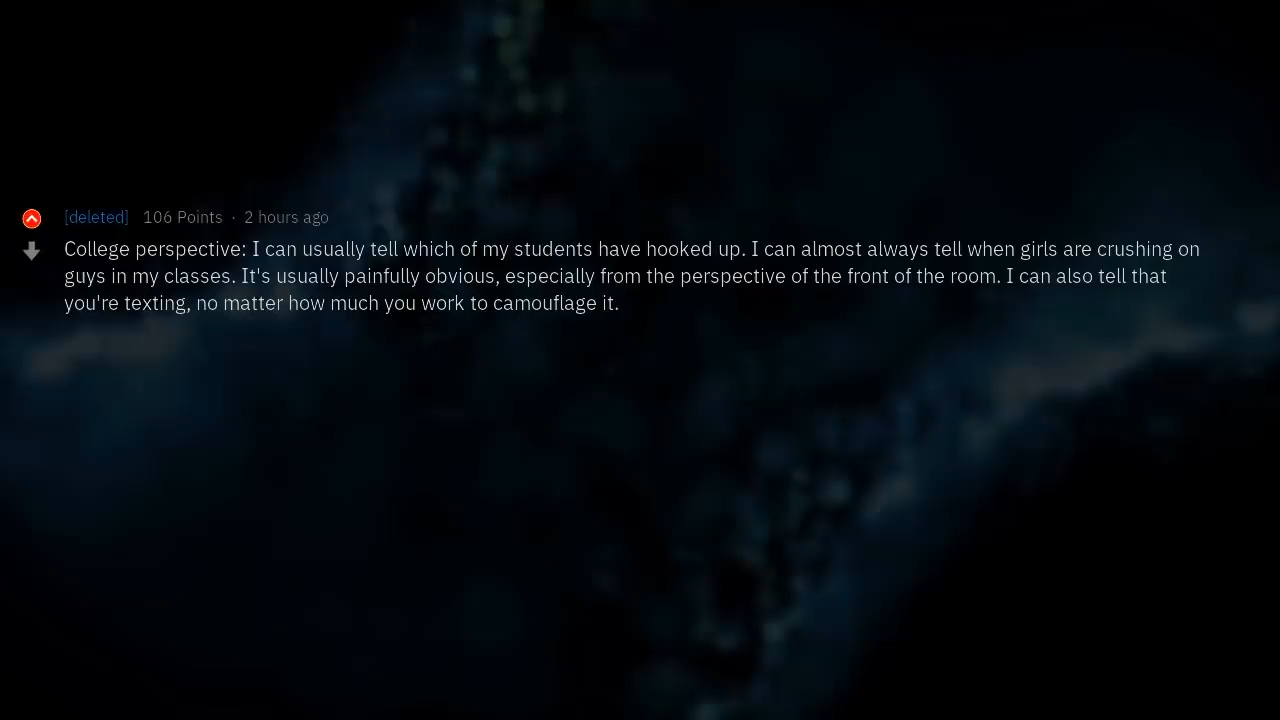 [deleted] 106 Points · 2 hours ago
College perspective: I can usually tell which of my students have hooked up. I can almost always tell when girls are crushing on
guys in my classes. It's usually painfully obvious, especially from the perspective of the front of the room. I can also tell that
you're texting, no matter how much you work to camouflage it.